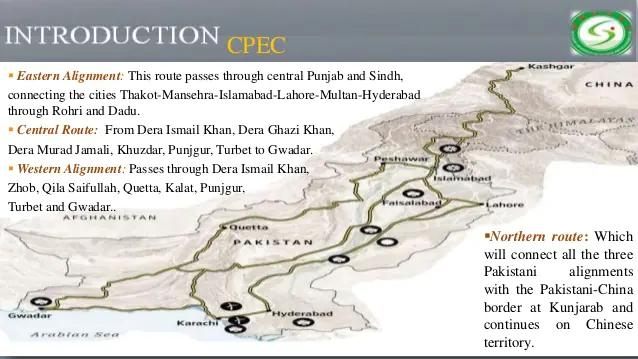 INTRODUCTION CPEC
▪ Eastern Alignment: This route passes through central Punjab and Sindh,
connecting the cities Thakot-Mansehra-Islamabad-Lahore-Multan-Hyderabad
through Rohri and Dadu.
▪ Central Route: From Dera Ismail Khan, Dera Ghazi Khan,
Dera Murad Jamali, Khuzdar, Punjgur, Turbet to Gwadar.
▪ Western Alignment: Passes through Dera Ismail Khan,
Zhob, Qila Saifullah, Quetta, Kalat, Punjgur,
Turbet and Gwadar..
▪Northern route: Which
will connect all the three
Pakistani alignments
with the Pakistani-China
border at Kunjarab and
continues on Chinese
territory.
Kashgar
CHINA
THE HIMALAYAS
Peshawar
Islamabad
Faisalabad
Lahore
AFGHANISTAN
Quetta
PAKISTAN
Gwadar
Karachi
Hyderabad
Arabian Sea